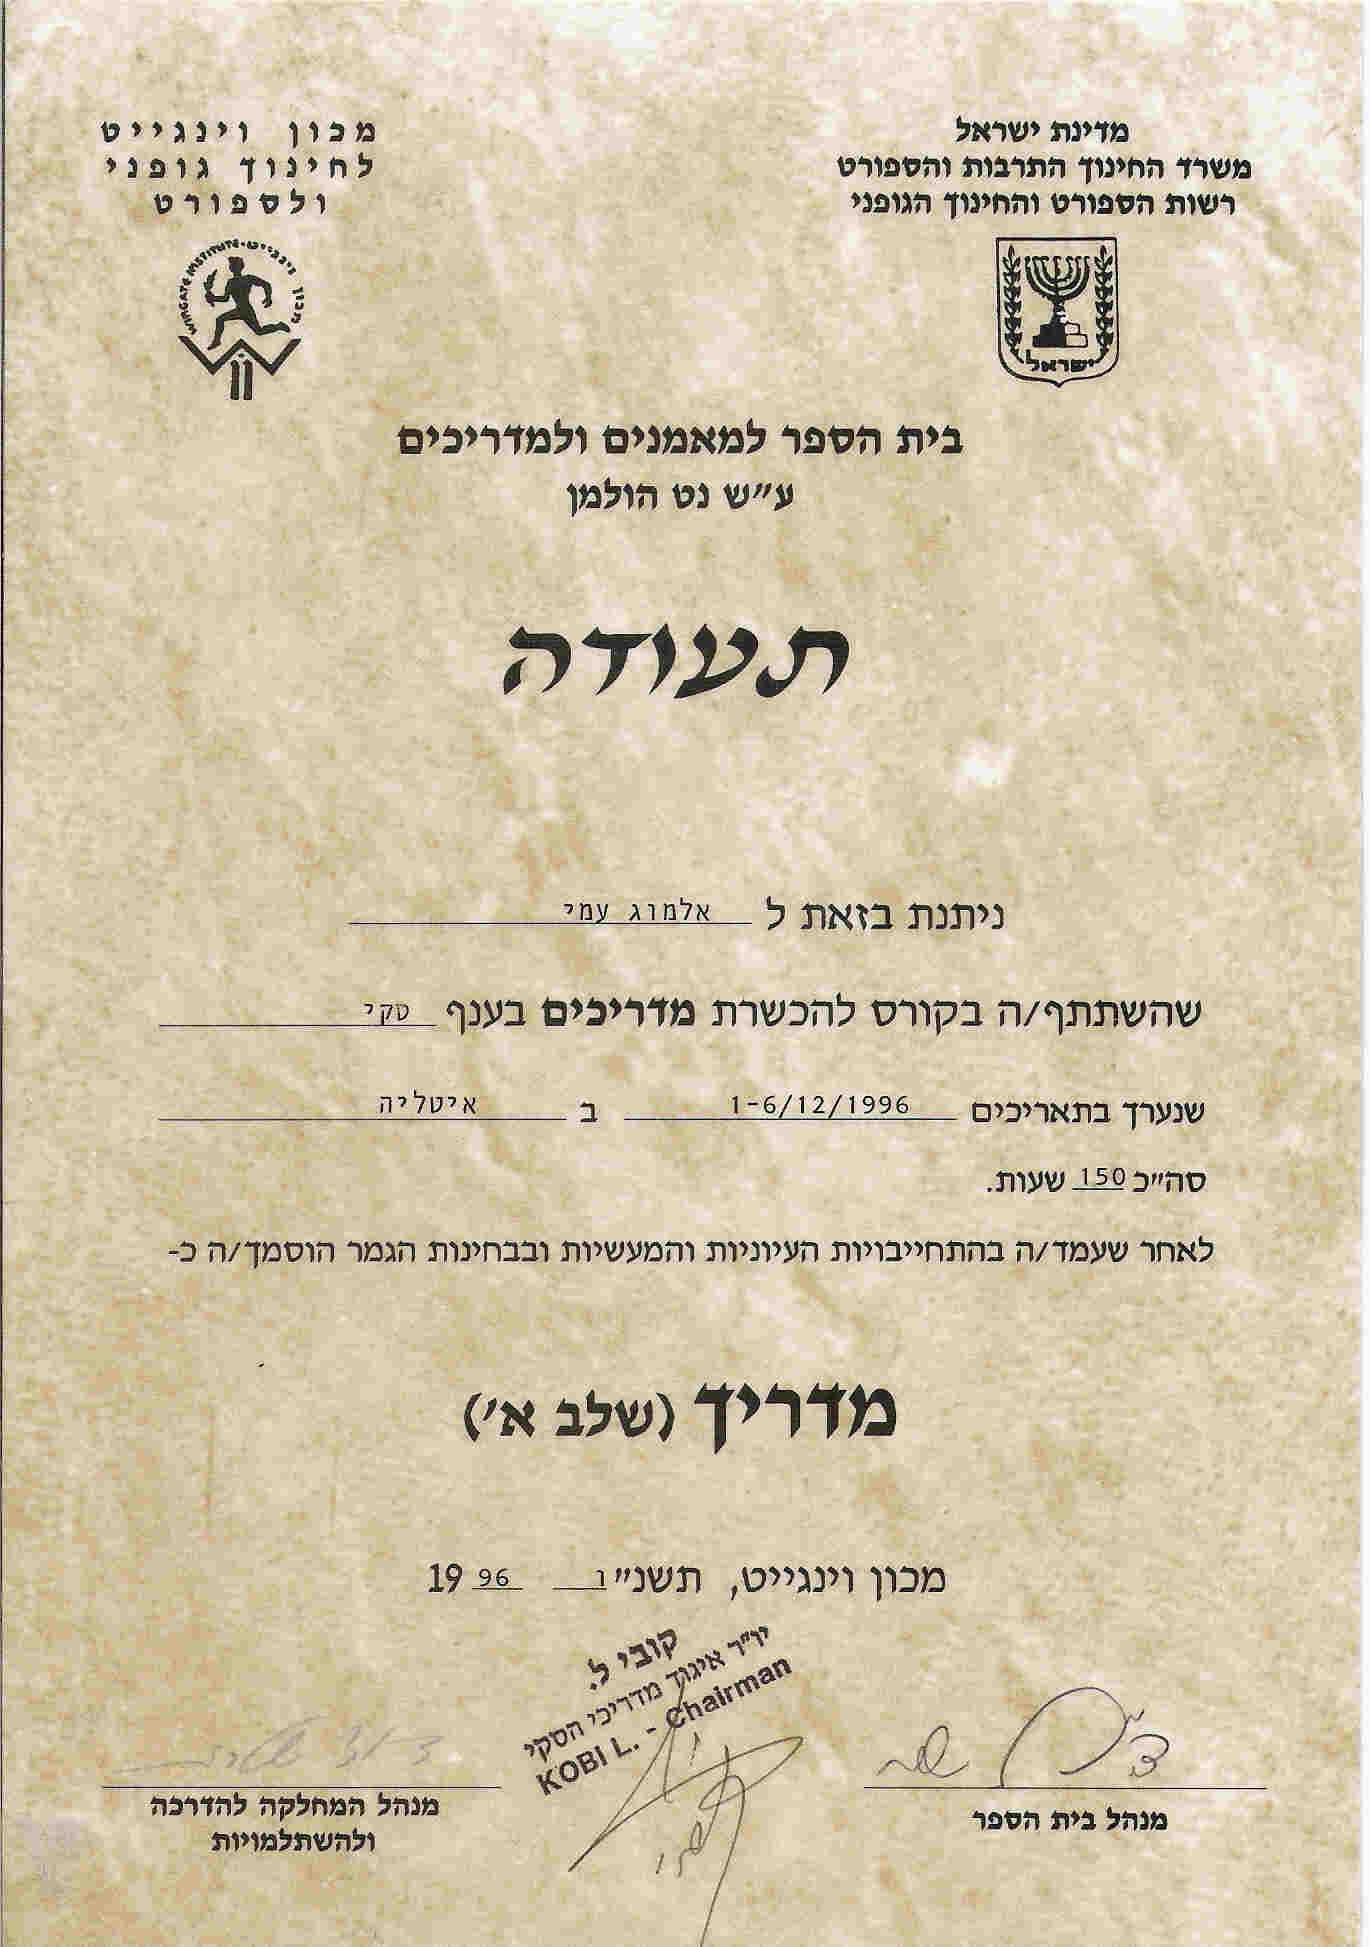 מדינת ישראל
משרד החינוך התרבות והספורט
רשות הספורט והחינוך הגופני
ישראל
מכון וינגייט
לחינוך גופני
ולספורט
WINGATE INSTITUTE · מכון וינגייט
בית הספר למאמנים ולמדריכים
ע״ש נט הולמן
תעודה
ניתנת בזאת ל אלמוג עמי
שהשתתף/ה בקורס להכשרת מדריכים בענף סקי
שנערך בתאריכים 1-6/12/1996 ב איטליה
סה״כ 150 שעות.
לאחר שעמד/ה בהתחייבויות העיוניות והמעשיות ובבחינות הגמר הוסמך/ה כ-
מדריך (שלב א׳)
מכון וינגייט, תשנ״ו 1996
קובי ל.
יו״ר איגוד מדריכי הסקי
KOBI L. - Chairman
מנהל בית הספר
מנהל המחלקה להדרכה
ולהשתלמויות